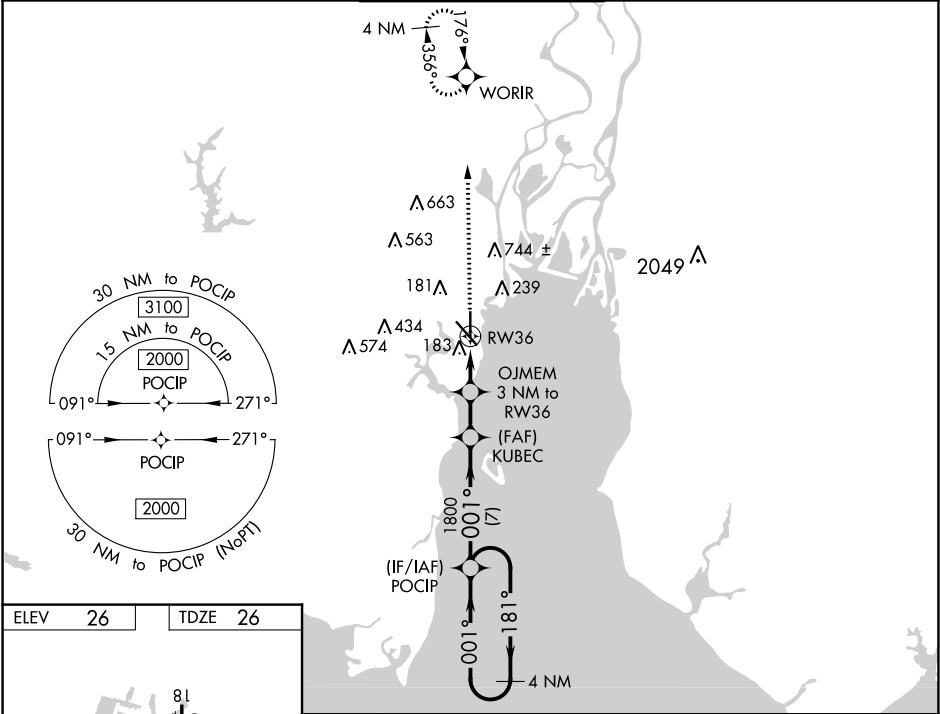 4 NM
176°
356°
WORIR
663
563
744 ±
2049
181
239
434
574
183
RW36
OJMEM
3 NM to
RW36
(FAF)
KUBEC
1800
001°
(7)
(IF/IAF)
POCIP
001°
181°
4 NM
30 NM to POCIP
3100
15 NM to POCIP
2000
POCIP
091°
271°
091°
271°
POCIP
2000
30 NM to POCIP (NoPT)
ELEV 26
TDZE 26
18